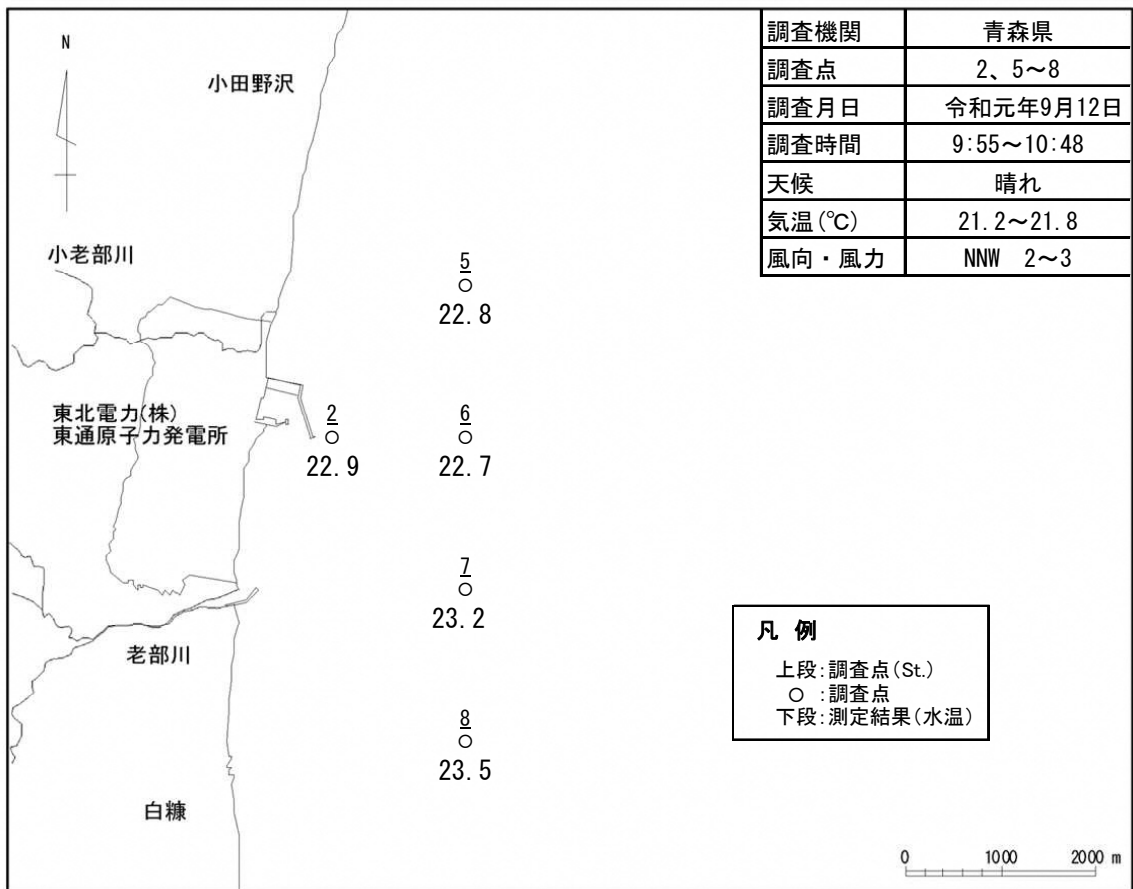 調査機関 青森県
調査点 2、5～8
調査月日 令和元年9月12日
調査時間 9:55～10:48
天候 晴れ
気温(℃) 21.2～21.8
風向・風力 NNW 2～3
N
小田野沢
小老部川
5
22.8
東北電力(株)
東通原子力発電所
2
22.9
6
22.7
7
23.2
老部川
8
23.5
白糠
凡 例
上段:調査点(St.)
○ :調査点
下段:測定結果(水温)
0 1000 2000 m